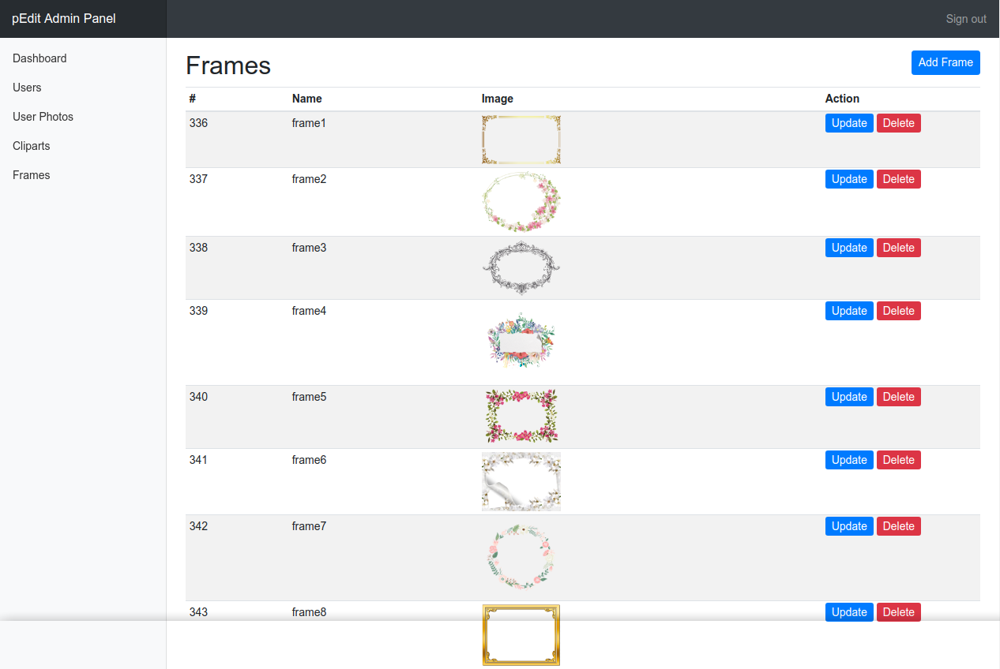 pEdit Admin Panel
Sign out
Dashboard
Users
User Photos
Cliparts
Frames
Frames
Add Frame
# Name Image Action
336 frame1 Update Delete
337 frame2 Update Delete
338 frame3 Update Delete
339 frame4 Update Delete
340 frame5 Update Delete
341 frame6 Update Delete
342 frame7 Update Delete
343 frame8 Update Delete